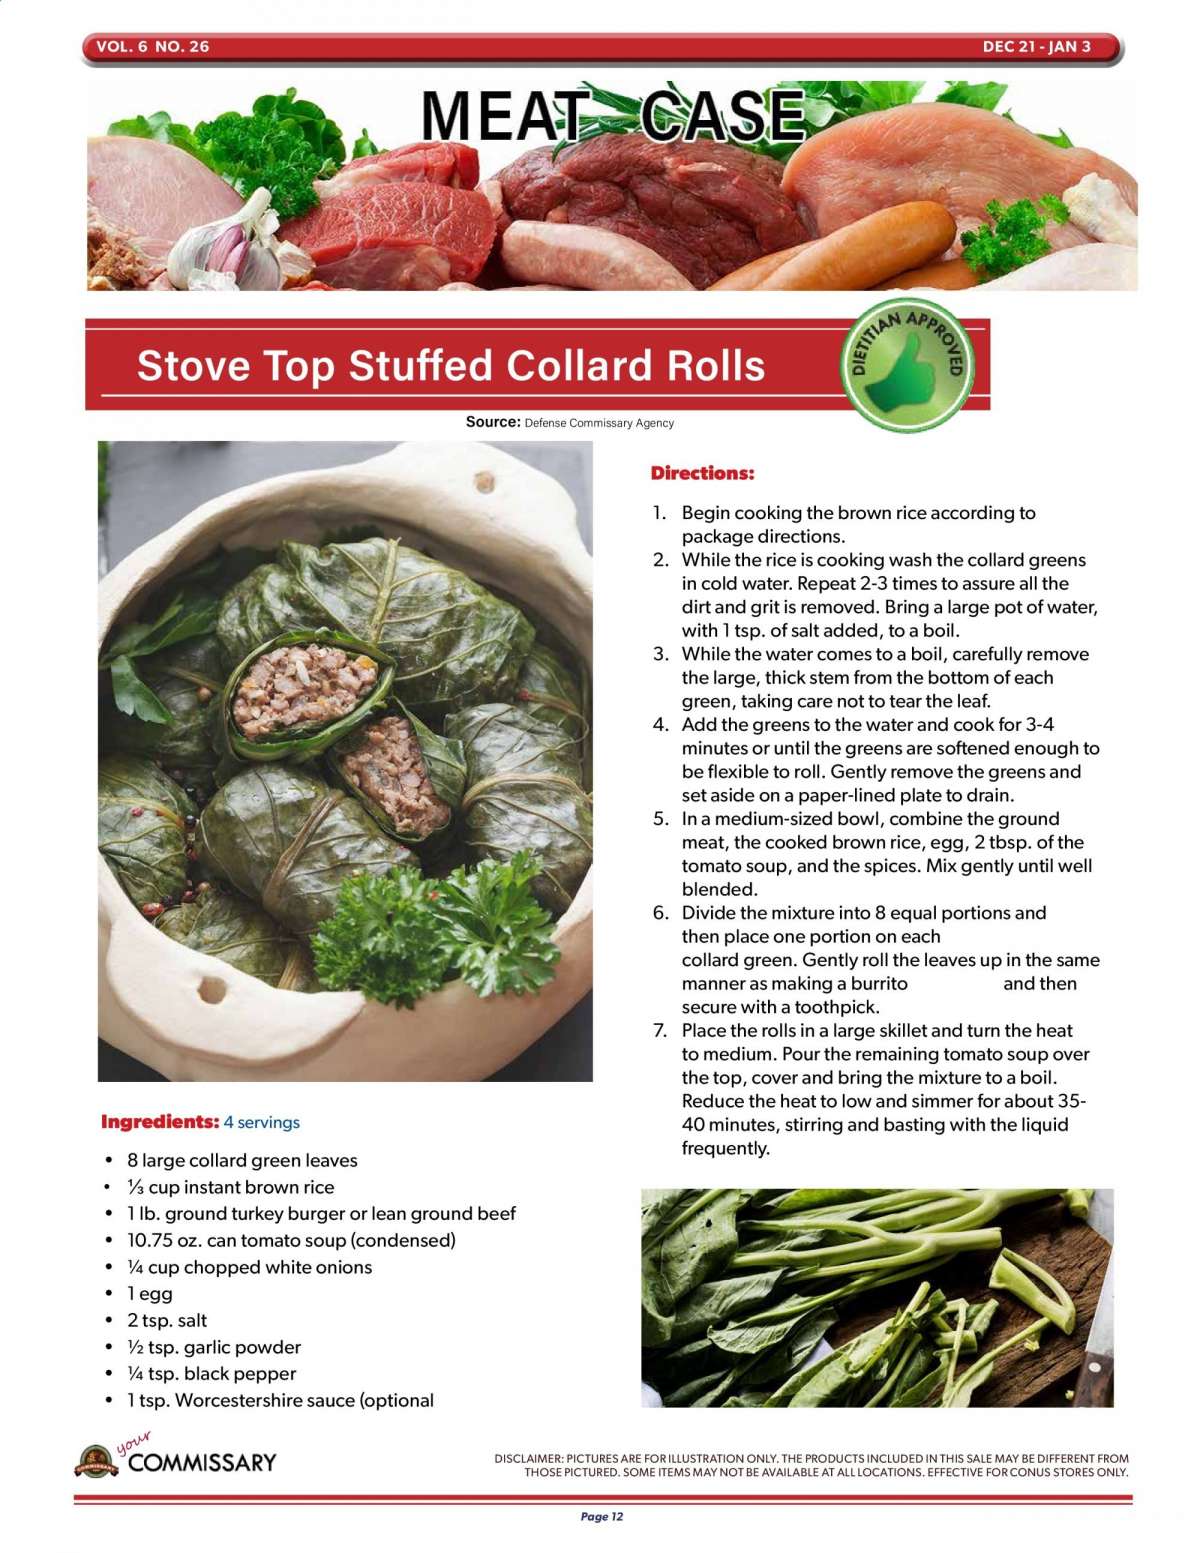 VOL. 6 NO. 26
DEC 21 - JAN 3
MEAT CASE
Stove Top Stuffed Collard Rolls
DIETITIAN APPROVED
Source: Defense Commissary Agency
Ingredients: 4 servings
• 8 large collard green leaves
• ⅓ cup instant brown rice
• 1 lb. ground turkey burger or lean ground beef
• 10.75 oz. can tomato soup (condensed)
• ¼ cup chopped white onions
• 1 egg
• 2 tsp. salt
• ½ tsp. garlic powder
• ¼ tsp. black pepper
• 1 tsp. Worcestershire sauce (optional
Directions:
1. Begin cooking the brown rice according to
package directions.
2. While the rice is cooking wash the collard greens
in cold water. Repeat 2-3 times to assure all the
dirt and grit is removed. Bring a large pot of water,
with 1 tsp. of salt added, to a boil.
3. While the water comes to a boil, carefully remove
the large, thick stem from the bottom of each
green, taking care not to tear the leaf.
4. Add the greens to the water and cook for 3-4
minutes or until the greens are softened enough to
be flexible to roll. Gently remove the greens and
set aside on a paper-lined plate to drain.
5. In a medium-sized bowl, combine the ground
meat, the cooked brown rice, egg, 2 tbsp. of the
tomato soup, and the spices. Mix gently until well
blended.
6. Divide the mixture into 8 equal portions and
then place one portion on each
collard green. Gently roll the leaves up in the same
manner as making a burrito and then
secure with a toothpick.
7. Place the rolls in a large skillet and turn the heat
to medium. Pour the remaining tomato soup over
the top, cover and bring the mixture to a boil.
Reduce the heat to low and simmer for about 35-
40 minutes, stirring and basting with the liquid
frequently.
your
COMMISSARY
DISCLAIMER: PICTURES ARE FOR ILLUSTRATION ONLY. THE PRODUCTS INCLUDED IN THIS SALE MAY BE DIFFERENT FROM
THOSE PICTURED. SOME ITEMS MAY NOT BE AVAILABLE AT ALL LOCATIONS. EFFECTIVE FOR CONUS STORES ONLY.
Page 12